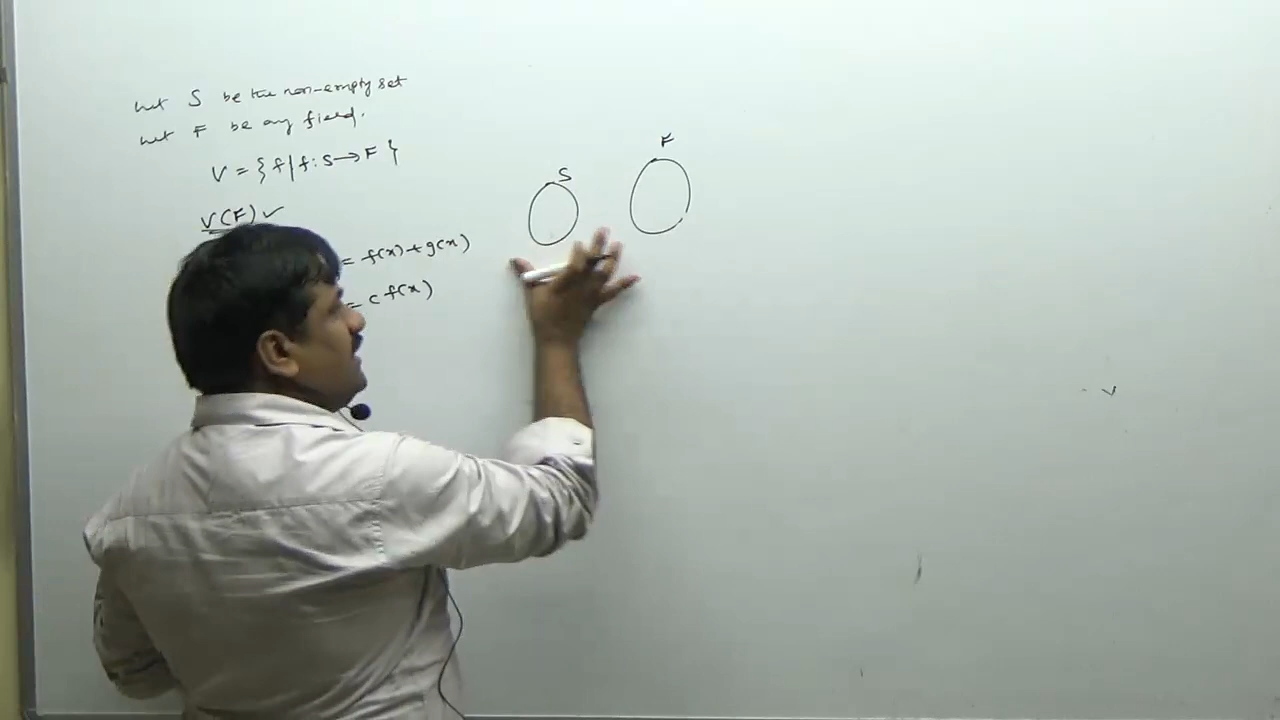 Let S be the non-empty set
Let F be any field.
V = { f | f : S → F }
V(F) ✓
= f(x) + g(x)
= c f(x)
S
F
v